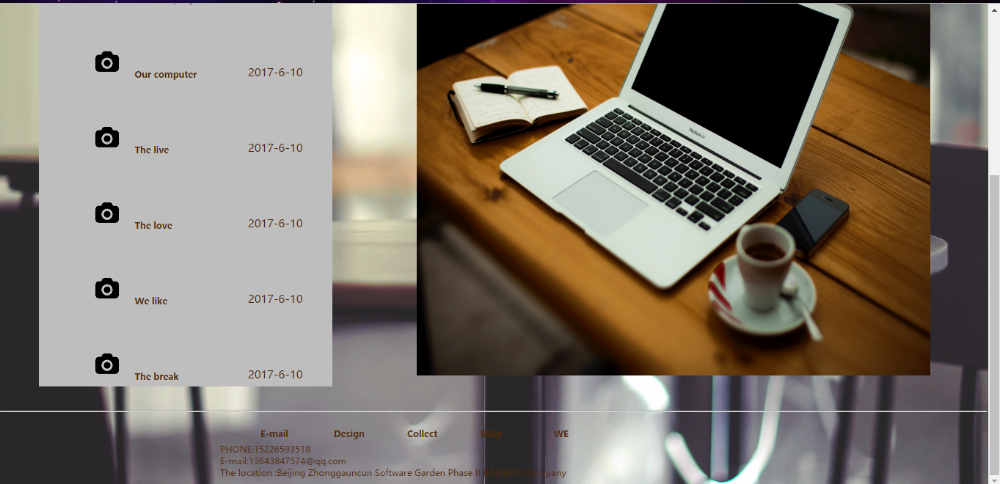 Our computer 2017-6-10
The live 2017-6-10
The love 2017-6-10
We like 2017-6-10
The break 2017-6-10
MacBook Air
E-mail Design Collect MAp WE
PHONE:15226593518
E-mail:13643847574@qq.com
The location :Beijing Zhonggauncun Software Garden Phase II BAMBOO Company